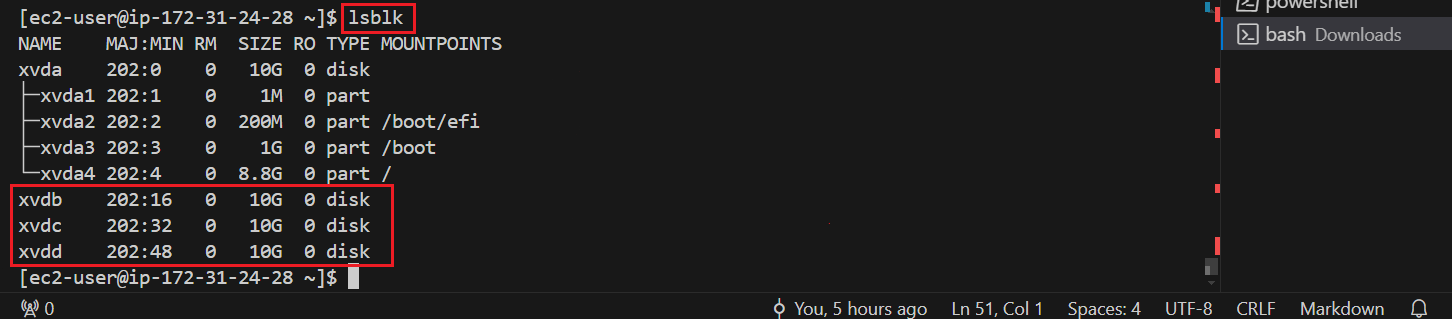 [ec2-user@ip-172-31-24-28 ~]$ lsblk
NAME    MAJ:MIN RM  SIZE RO TYPE MOUNTPOINTS
xvda    202:0    0   10G  0 disk
├─xvda1 202:1    0    1M  0 part
├─xvda2 202:2    0  200M  0 part /boot/efi
├─xvda3 202:3    0    1G  0 part /boot
└─xvda4 202:4    0  8.8G  0 part /
xvdb    202:16   0   10G  0 disk
xvdc    202:32   0   10G  0 disk
xvdd    202:48   0   10G  0 disk
[ec2-user@ip-172-31-24-28 ~]$
powershell
bash Downloads
0 You, 5 hours ago Ln 51, Col 1 Spaces: 4 UTF-8 CRLF Markdown